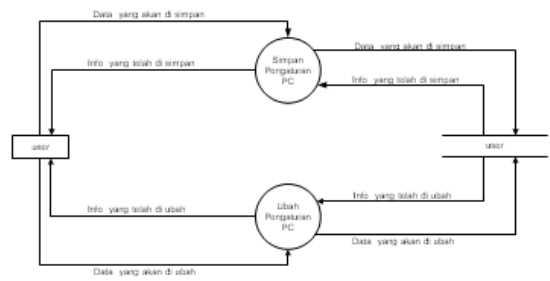 Data yang akan di simpan
Data yang akan di simpan
Info yang telah di simpan
Simpan
Pengaturan
PC
Info yang telah di simpan
user
user
Info yang telah di ubah
Ubah
Pengaturan
PC
Info yang telah di ubah
Data yang akan di ubah
Data yang akan di ubah